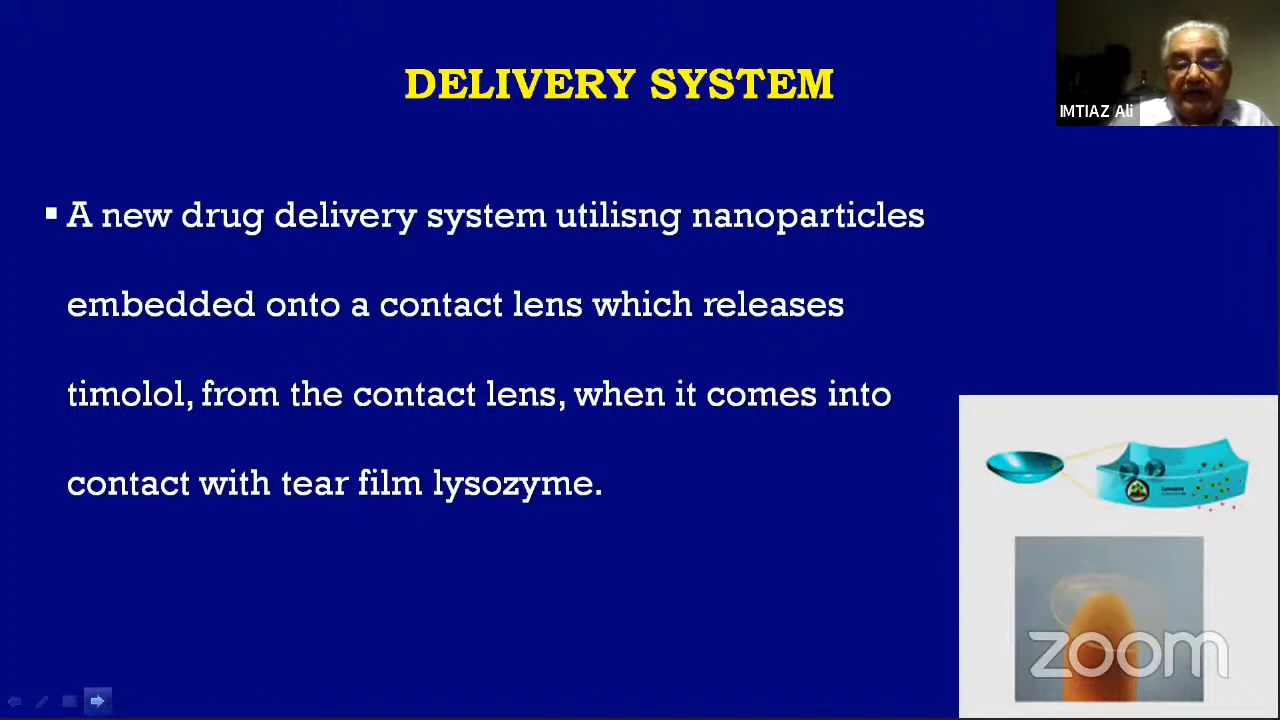 DELIVERY SYSTEM
IMTIAZ Ali
▪ A new drug delivery system utilisng nanoparticles
embedded onto a contact lens which releases
timolol, from the contact lens, when it comes into
contact with tear film lysozyme.
zoom